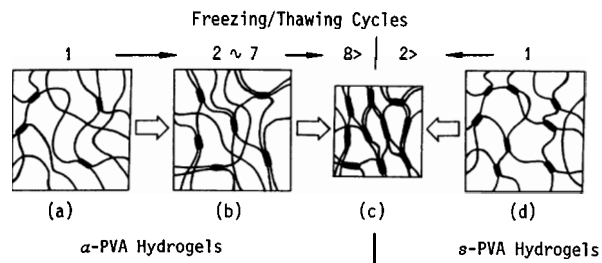 Freezing/Thawing Cycles
1 2 ~ 7 8> 2> 1
(a) (b) (c) (d)
a-PVA Hydrogels s-PVA Hydrogels